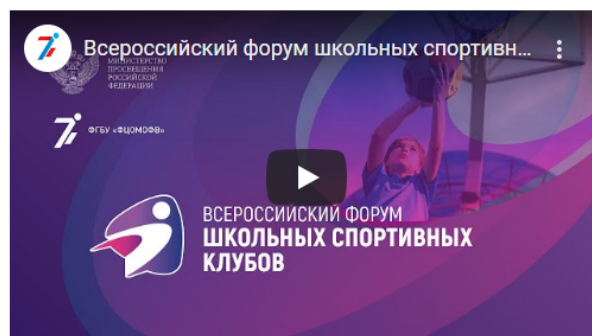 Всероссийский форум школьных спортивн...
МИНИСТЕРСТВО
ПРОСВЕЩЕНИЯ
РОССИЙСКОЙ
ФЕДЕРАЦИИ
ФГБУ «ФЦОМОФВ»
ВСЕРОССИЙСКИЙ ФОРУМ
ШКОЛЬНЫХ СПОРТИВНЫХ
КЛУБОВ